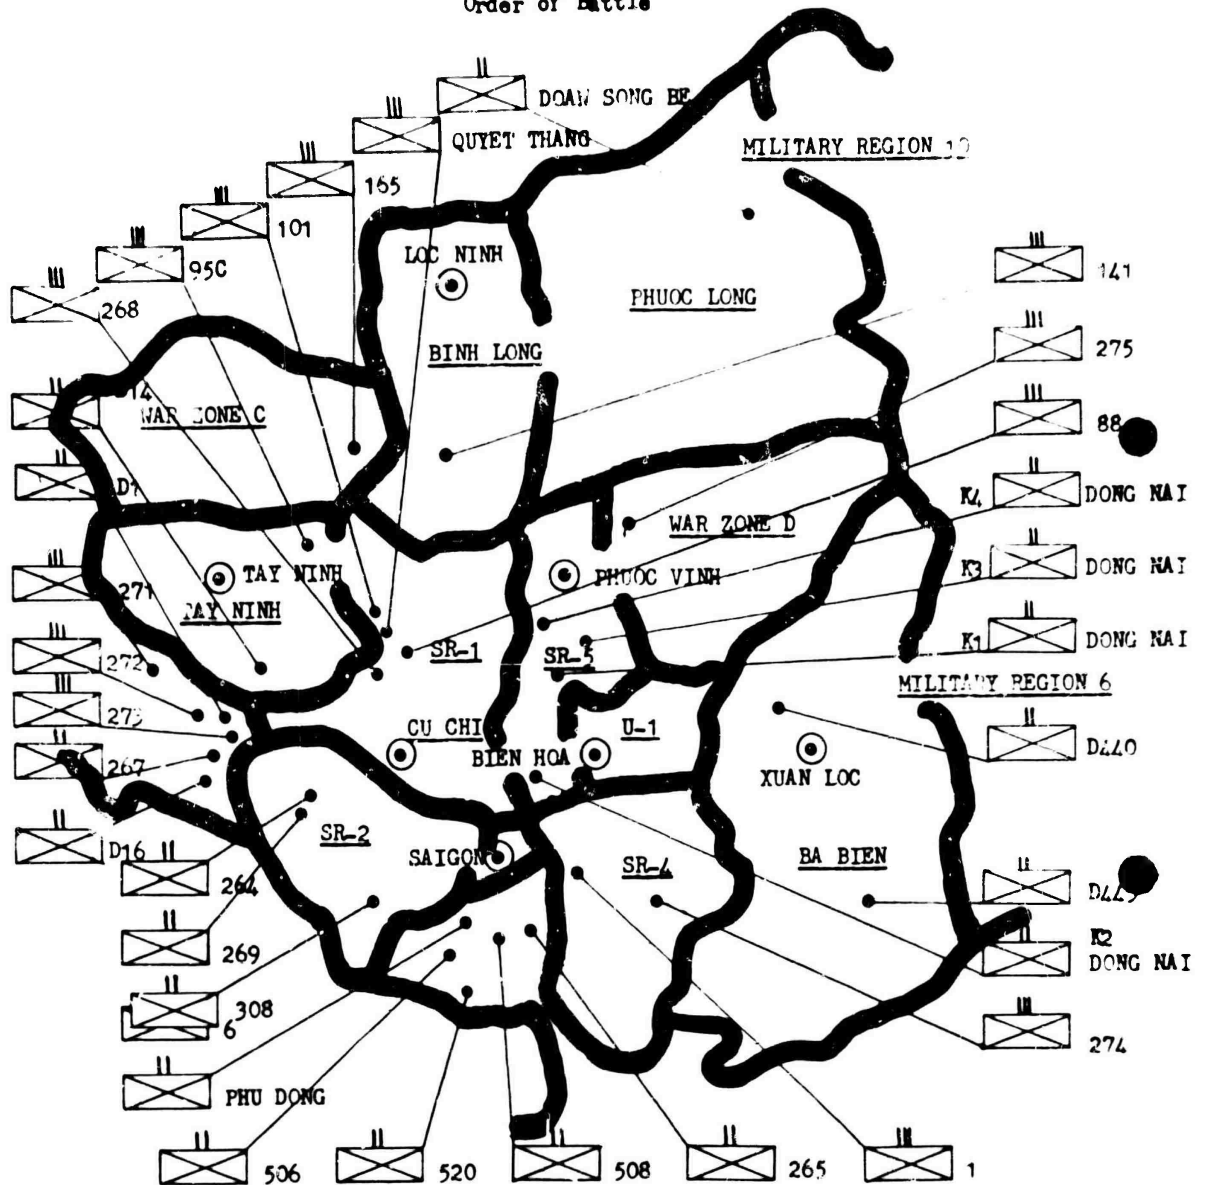 Order of Battle
DOAN SONG BE
QUYET THANG
MILITARY REGION 10
165
101
LOC NINH
95C
141
268
PHUOC LONG
275
BINH LONG
WAR ZONE C
88
K4 DONG NAI
WAR ZONE D
K3 DONG NAI
TAY NINH
PHUOC VINH
271
TAY NINH
SR-1
SR-5
K1 DONG NAI
272
MILITARY REGION 6
273
CU CHI
U-1
BIEN HOA
D440
267
XUAN LOC
SR-2
D16
SAIGON
SR-4
BA BIEN
264
K2
269
DONG NAI
308
6
274
PHU DONG
506
520
508
265
1